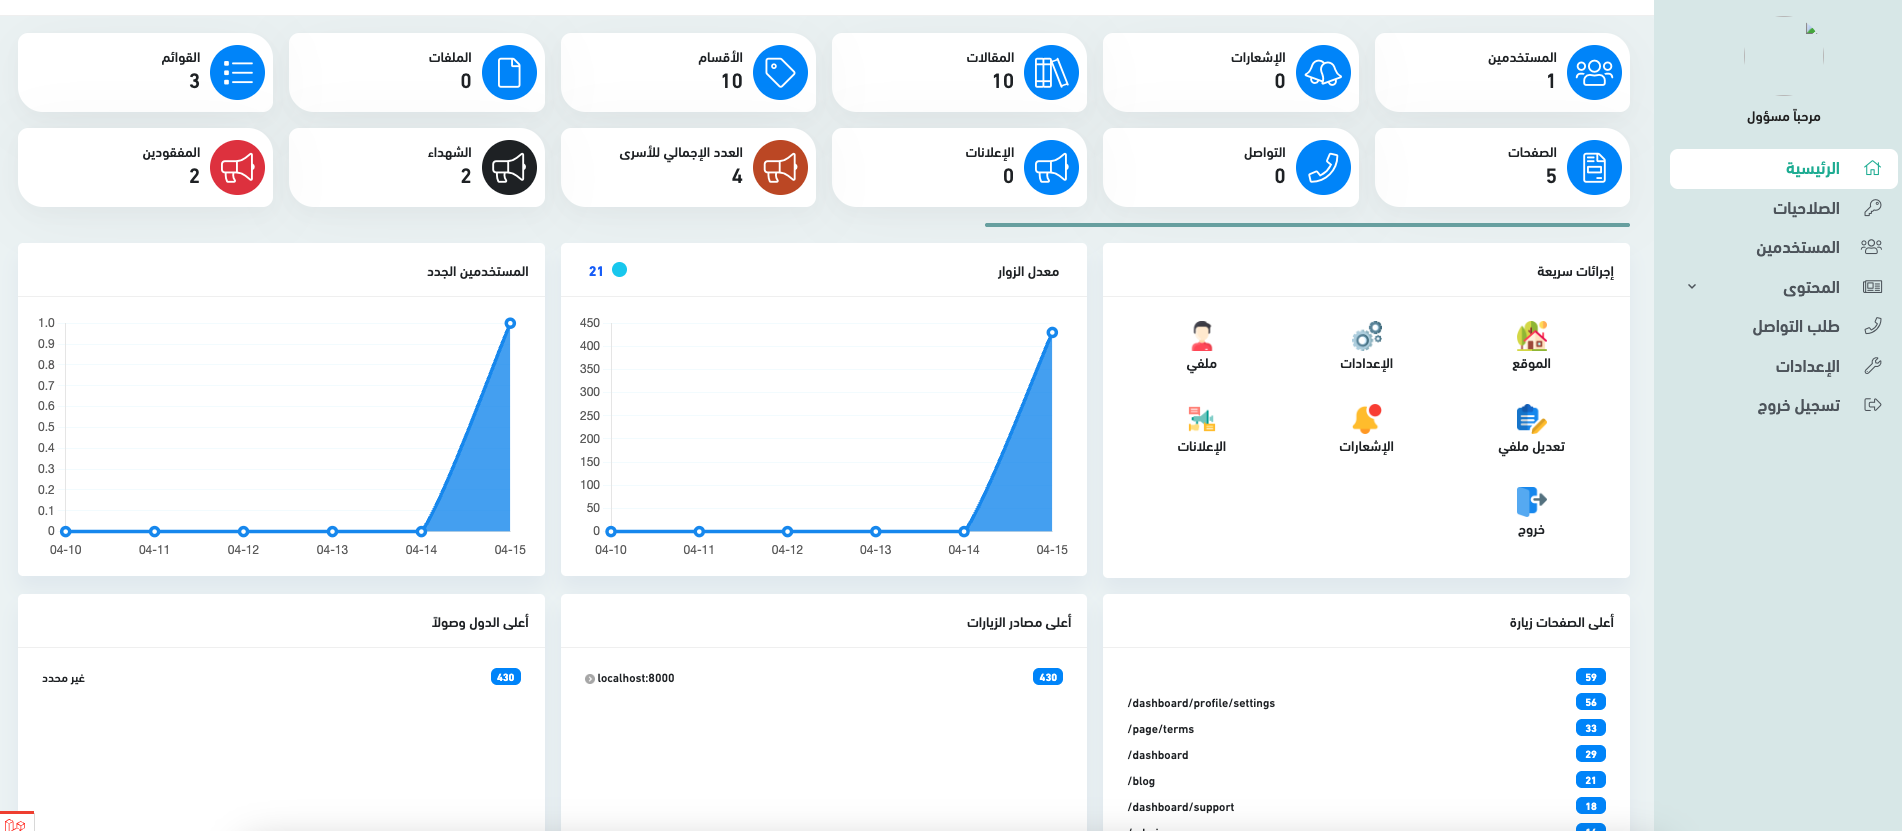 مرحباً مسؤول
الرئيسية
الصلاحيات
المستخدمين
المحتوى
طلب التواصل
الإعدادات
تسجيل خروج
المستخدمين
1
الإشعارات
0
المقالات
10
الأقسام
10
الملفات
0
القوائم
3
الصفحات
5
التواصل
0
الإعلانات
0
العدد الإجمالي للأسرى
4
الشهداء
2
المفقودين
2
إجرائات سريعة
الموقع
الإعدادات
ملفي
تعديل ملفي
الإشعارات
الإعلانات
خروج
معدل الزوار
21
450
400
350
300
250
200
150
100
50
0
04-10 04-11 04-12 04-13 04-14 04-15
المستخدمين الجدد
1.0
0.9
0.8
0.7
0.6
0.5
0.4
0.3
0.2
0.1
0
04-10 04-11 04-12 04-13 04-14 04-15
أعلى الصفحات زيارة
59
56 /dashboard/profile/settings
33 /page/terms
29 /dashboard
21 /blog
18 /dashboard/support
أعلى مصادر الزيارات
430 localhost:8000
أعلى الدول وصولاً
430 غير محدد